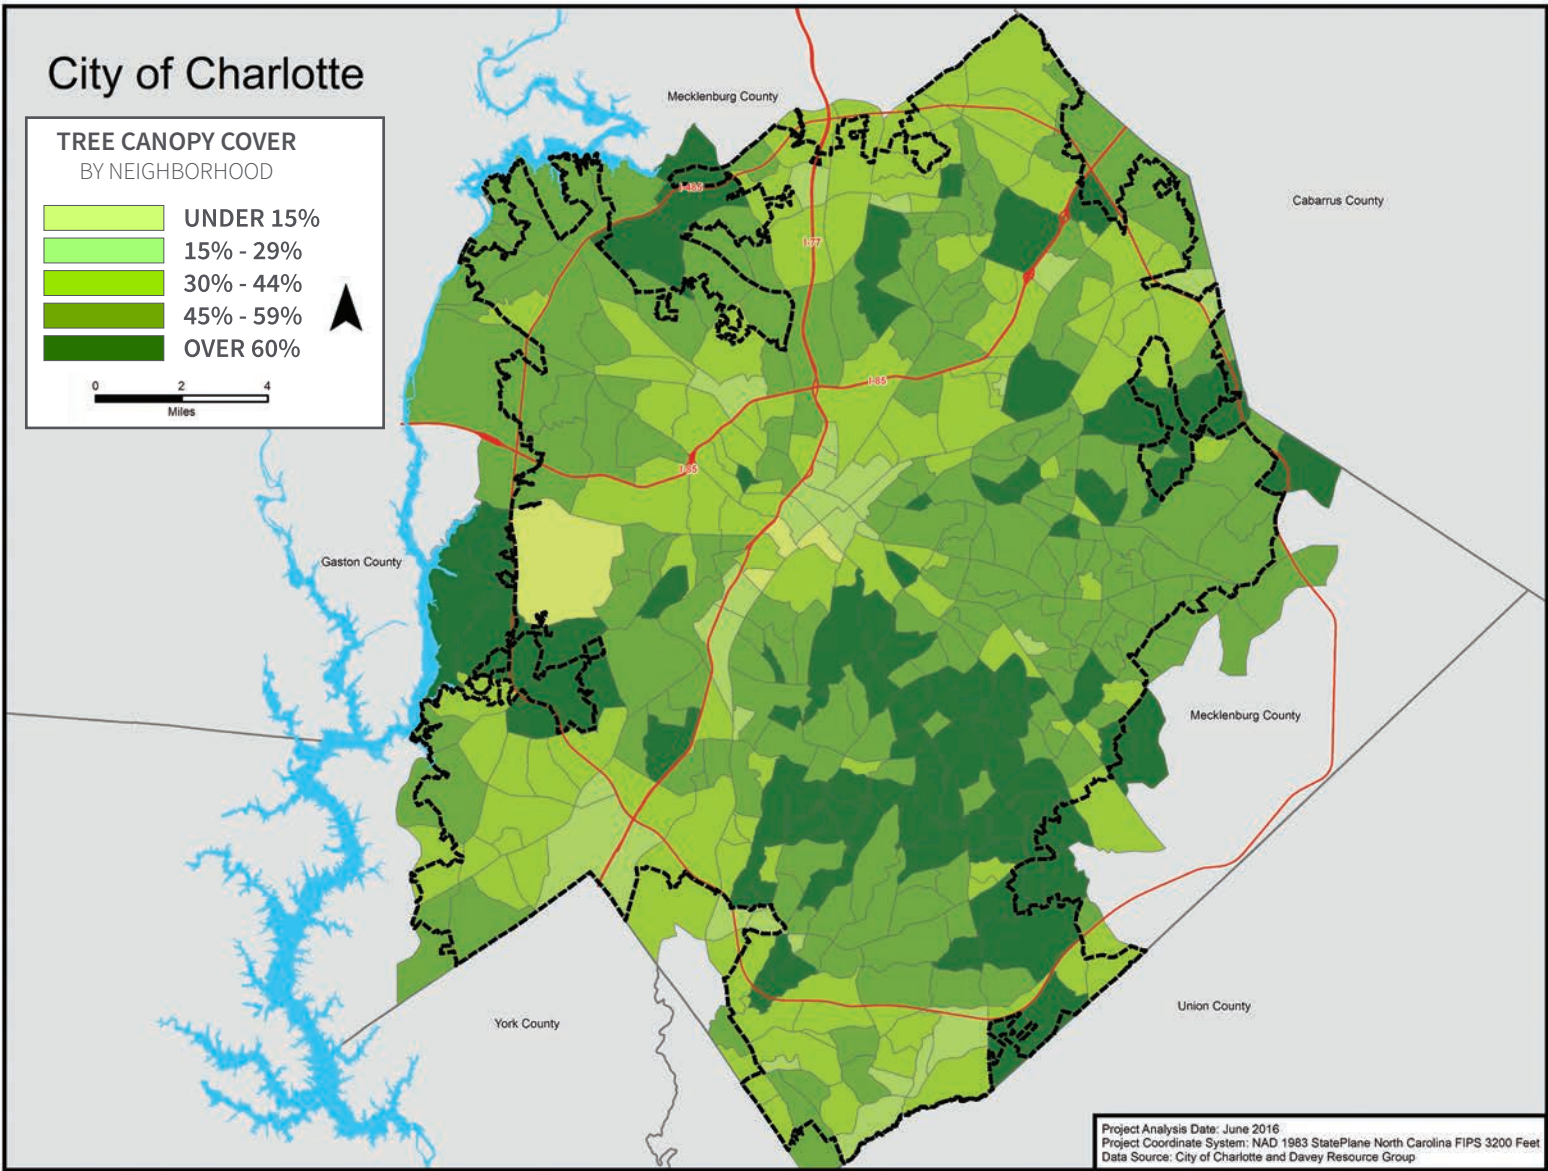 City of Charlotte
TREE CANOPY COVER
BY NEIGHBORHOOD
UNDER 15%
15% - 29%
30% - 44%
45% - 59%
OVER 60%
0 2 4
Miles
Mecklenburg County
Cabarrus County
I-485
I-77
I-85
I-85
Gaston County
Mecklenburg County
York County
Union County
Project Analysis Date: June 2016
Project Coordinate System: NAD 1983 StatePlane North Carolina FIPS 3200 Feet
Data Source: City of Charlotte and Davey Resource Group